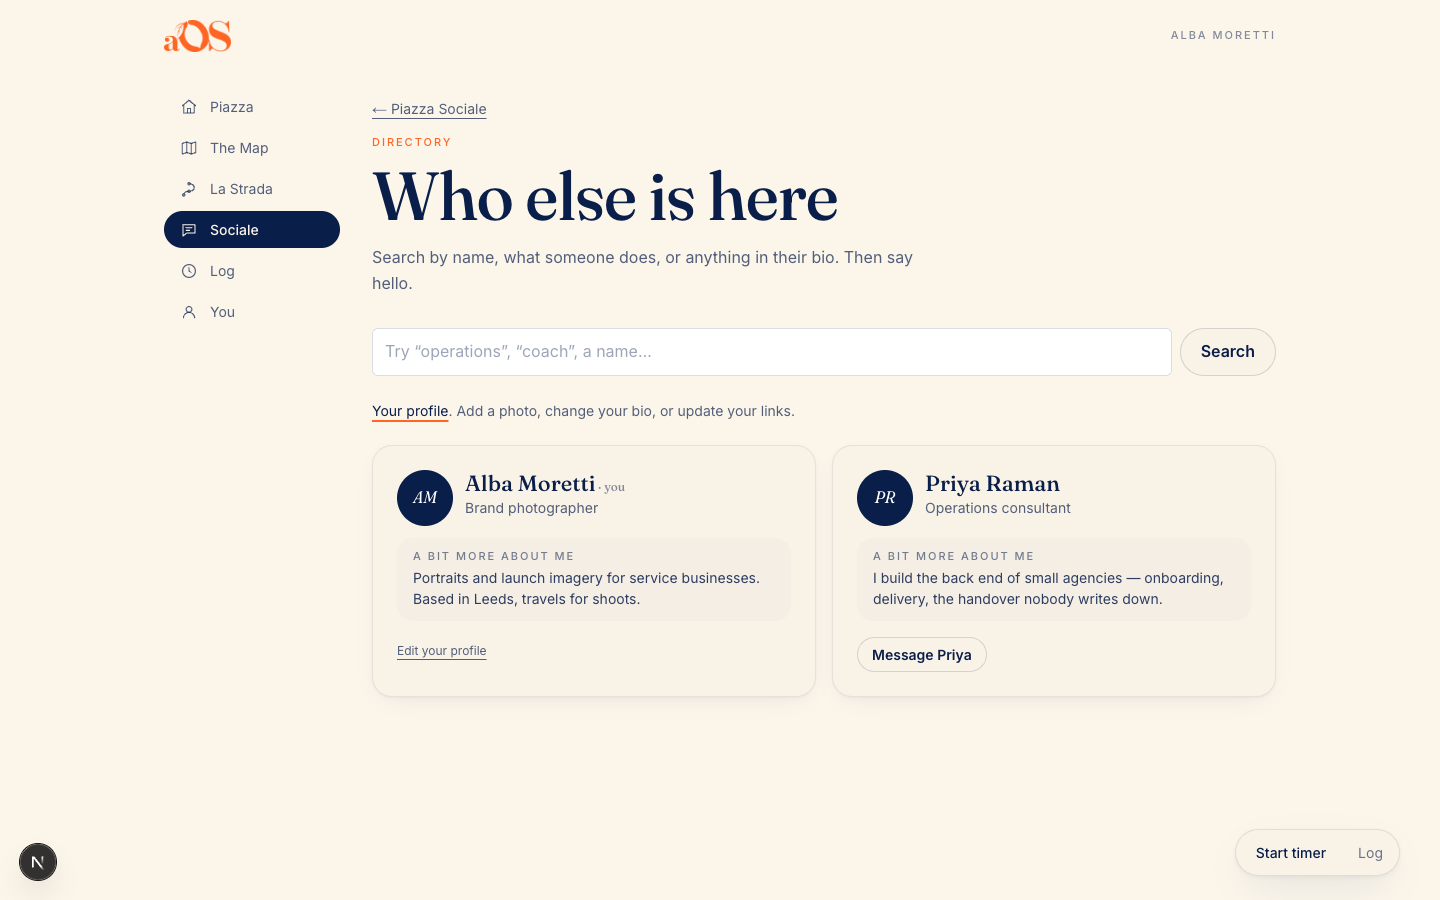 aOS
ALBA MORETTI
Piazza
The Map
La Strada
Sociale
Log
You
← Piazza Sociale
DIRECTORY
Who else is here
Search by name, what someone does, or anything in their bio. Then say
hello.
Try “operations”, “coach”, a name…
Search
Your profile. Add a photo, change your bio, or update your links.
AM
Alba Moretti · you
Brand photographer
A BIT MORE ABOUT ME
Portraits and launch imagery for service businesses.
Based in Leeds, travels for shoots.
Edit your profile
PR
Priya Raman
Operations consultant
A BIT MORE ABOUT ME
I build the back end of small agencies — onboarding,
delivery, the handover nobody writes down.
Message Priya
N
Start timer
Log